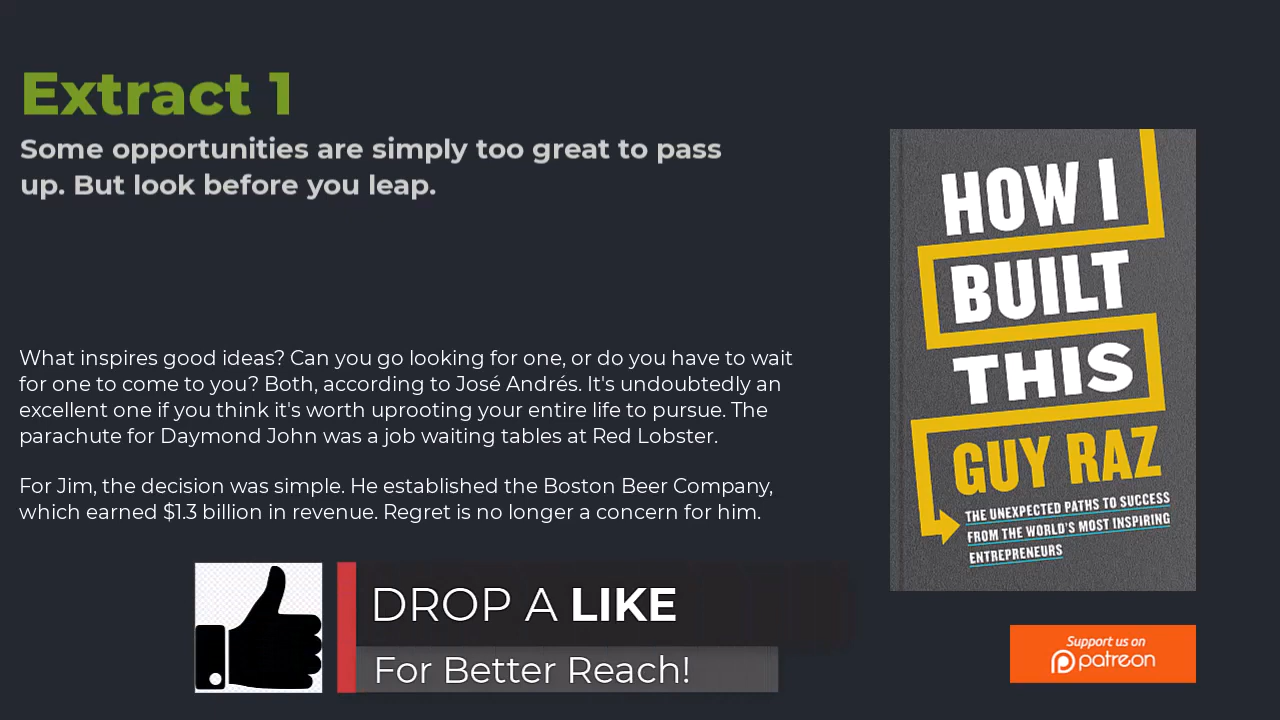 Extract 1
Some opportunities are simply too great to pass
up. But look before you leap.
What inspires good ideas? Can you go looking for one, or do you have to wait
for one to come to you? Both, according to José Andrés. It's undoubtedly an
excellent one if you think it's worth uprooting your entire life to pursue. The
parachute for Daymond John was a job waiting tables at Red Lobster.
For Jim, the decision was simple. He established the Boston Beer Company,
which earned $1.3 billion in revenue. Regret is no longer a concern for him.
DROP A LIKE
For Better Reach!
HOW I
BUILT
THIS
GUY RAZ
THE UNEXPECTED PATHS TO SUCCESS
FROM THE WORLD'S MOST INSPIRING
ENTREPRENEURS
Support us on
patreon